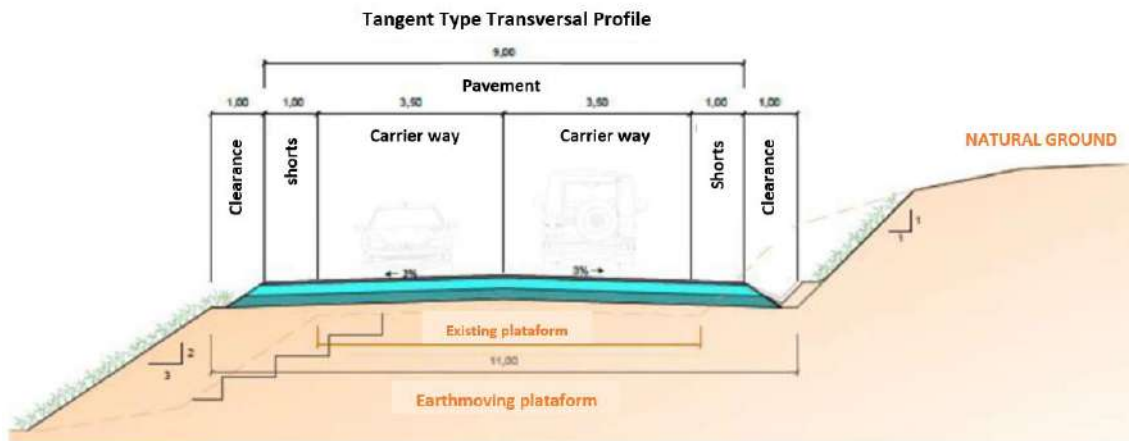 Tangent Type Transversal Profile
9,00
Pavement
1,00 1,00 3,50 3,50 1,00 1,00
Clearance
shorts
Carrier way
Carrier way
Shorts
Clearance
NATURAL GROUND
1
1
← 3%
3% →
Existing plataform
2
3
11,00
Earthmoving plataform